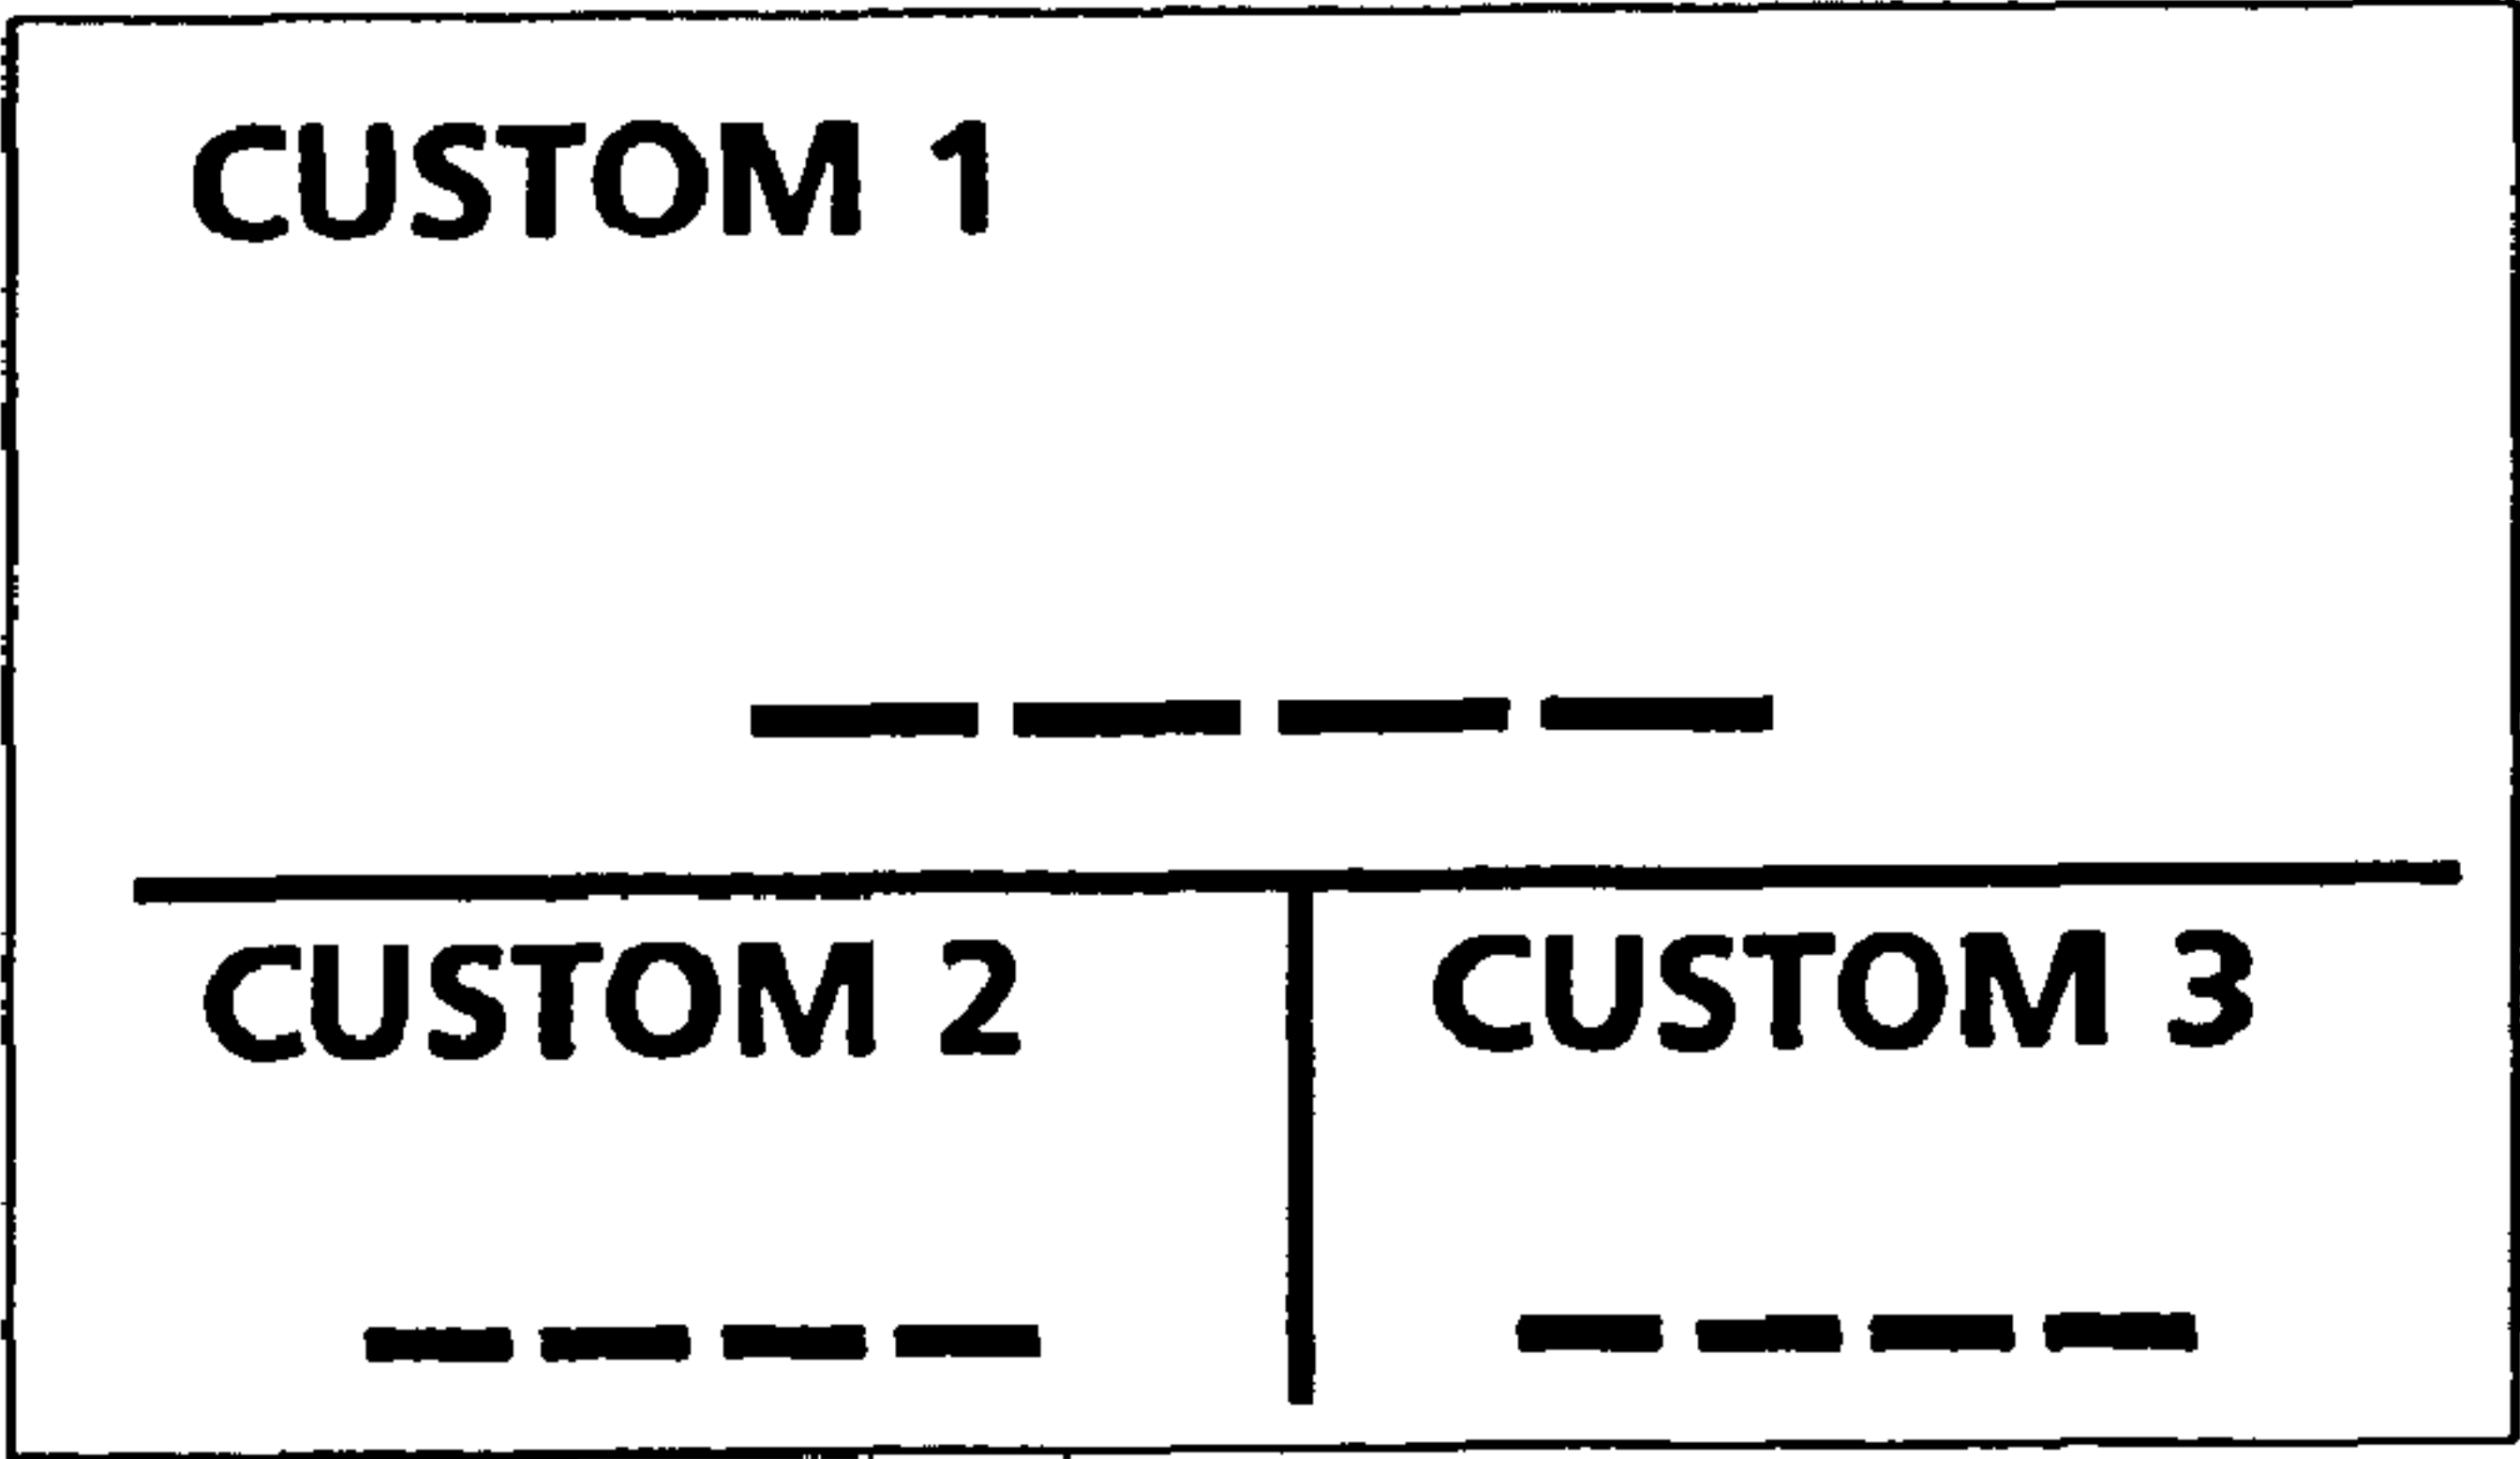 CUSTOM 1
— — — —
CUSTOM 2 CUSTOM 3
— — — — — — — —